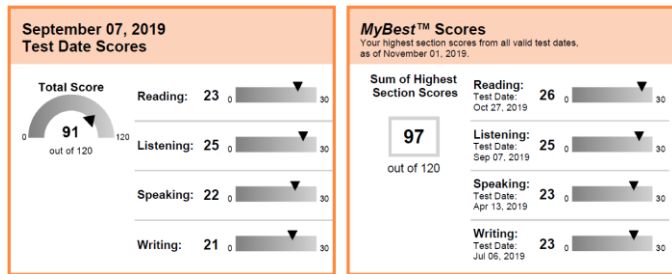 September 07, 2019
Test Date Scores
Total Score
91
0
120
out of 120
Reading: 23 0 30
Listening: 25 0 30
Speaking: 22 0 30
Writing: 21 0 30
MyBest™ Scores
Your highest section scores from all valid test dates,
as of November 01, 2019.
Sum of Highest
Section Scores
97
out of 120
Reading: 26 0 30
Test Date:
Oct 27, 2019
Listening: 25 0 30
Test Date:
Sep 07, 2019
Speaking: 23 0 30
Test Date:
Apr 13, 2019
Writing: 23 0 30
Test Date:
Jul 06, 2019